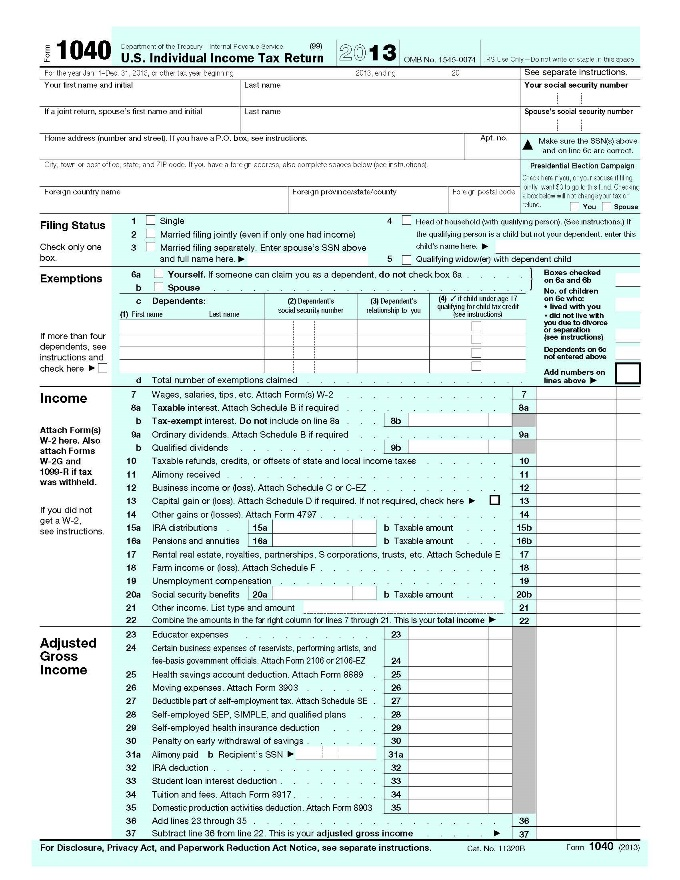 Form 1040 Department of the Treasury—Internal Revenue Service (99)
U.S. Individual Income Tax Return 2013 OMB No. 1545-0074 IRS Use Only—Do not write or staple in this space
For the year Jan. 1–Dec. 31, 2013, or other tax year beginning 2013, ending 20 See separate instructions.
Your first name and initial Last name Your social security number
If a joint return, spouse's first name and initial Last name Spouse's social security number
Home address (number and street). If you have a P.O. box, see instructions. Apt. no.
▲ Make sure the SSN(s) above
and on line 6c are correct.
City, town or post office, state, and ZIP code. If you have a foreign address, also complete spaces below (see instructions).
Foreign country name Foreign province/state/county Foreign postal code
Presidential Election Campaign
Check here if you, or your spouse if filing
jointly, want $3 to go to this fund. Checking
a box below will not change your tax or
refund. You Spouse
Filing Status
Check only one
box.
1 Single
2 Married filing jointly (even if only one had income)
3 Married filing separately. Enter spouse's SSN above
and full name here. ▶
4 Head of household (with qualifying person). (See instructions.) If
the qualifying person is a child but not your dependent, enter this
child's name here. ▶
5 Qualifying widow(er) with dependent child
Exemptions
6a Yourself. If someone can claim you as a dependent, do not check box 6a . . . . .
b Spouse
c Dependents:
(1) First name Last name
(2) Dependent's
social security number
(3) Dependent's
relationship to you
(4) ✓ if child under age 17
qualifying for child tax credit
(see instructions)
If more than four
dependents, see
instructions and
check here ▶
d Total number of exemptions claimed
Boxes checked
on 6a and 6b
No. of children
on 6c who:
• lived with you
• did not live with
you due to divorce
or separation
(see instructions)
Dependents on 6c
not entered above
Add numbers on
lines above ▶
Income
Attach Form(s)
W-2 here. Also
attach Forms
W-2G and
1099-R if tax
was withheld.
If you did not
get a W-2,
see instructions.
7 Wages, salaries, tips, etc. Attach Form(s) W-2 7
8a Taxable interest. Attach Schedule B if required 8a
b Tax-exempt interest. Do not include on line 8a 8b
9a Ordinary dividends. Attach Schedule B if required 9a
b Qualified dividends 9b
10 Taxable refunds, credits, or offsets of state and local income taxes 10
11 Alimony received 11
12 Business income or (loss). Attach Schedule C or C-EZ 12
13 Capital gain or (loss). Attach Schedule D if required. If not required, check here ▶ 13
14 Other gains or (losses). Attach Form 4797 14
15a IRA distributions 15a b Taxable amount 15b
16a Pensions and annuities 16a b Taxable amount 16b
17 Rental real estate, royalties, partnerships, S corporations, trusts, etc. Attach Schedule E 17
18 Farm income or (loss). Attach Schedule F 18
19 Unemployment compensation 19
20a Social security benefits 20a b Taxable amount 20b
21 Other income. List type and amount 21
22 Combine the amounts in the far right column for lines 7 through 21. This is your total income ▶ 22
Adjusted
Gross
Income
23 Educator expenses 23
24 Certain business expenses of reservists, performing artists, and
fee-basis government officials. Attach Form 2106 or 2106-EZ 24
25 Health savings account deduction. Attach Form 8889 25
26 Moving expenses. Attach Form 3903 26
27 Deductible part of self-employment tax. Attach Schedule SE 27
28 Self-employed SEP, SIMPLE, and qualified plans 28
29 Self-employed health insurance deduction 29
30 Penalty on early withdrawal of savings 30
31a Alimony paid b Recipient's SSN ▶ 31a
32 IRA deduction 32
33 Student loan interest deduction 33
34 Tuition and fees. Attach Form 8917 34
35 Domestic production activities deduction. Attach Form 8903 35
36 Add lines 23 through 35 36
37 Subtract line 36 from line 22. This is your adjusted gross income ▶ 37
For Disclosure, Privacy Act, and Paperwork Reduction Act Notice, see separate instructions. Cat. No. 11320B Form 1040 (2013)